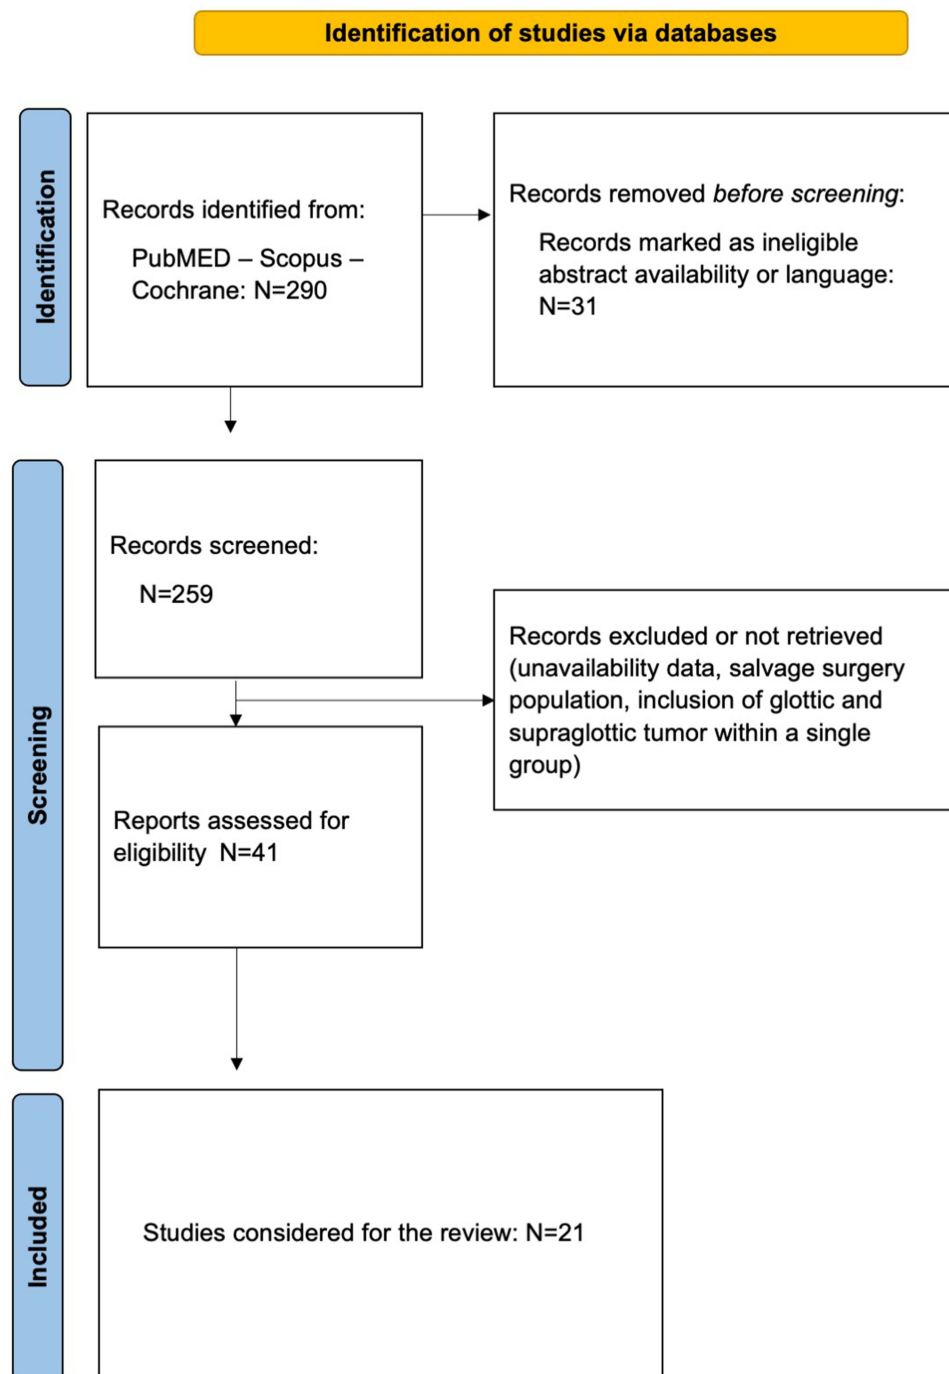 Identification of studies via databases
Identification
Records identified from:
PubMED – Scopus –
Cochrane: N=290
Records removed before screening:
Records marked as ineligible
abstract availability or language:
N=31
Screening
Records screened:
N=259
Records excluded or not retrieved
(unavailability data, salvage surgery
population, inclusion of glottic and
supraglottic tumor within a single
group)
Reports assessed for
eligibility N=41
Included
Studies considered for the review: N=21